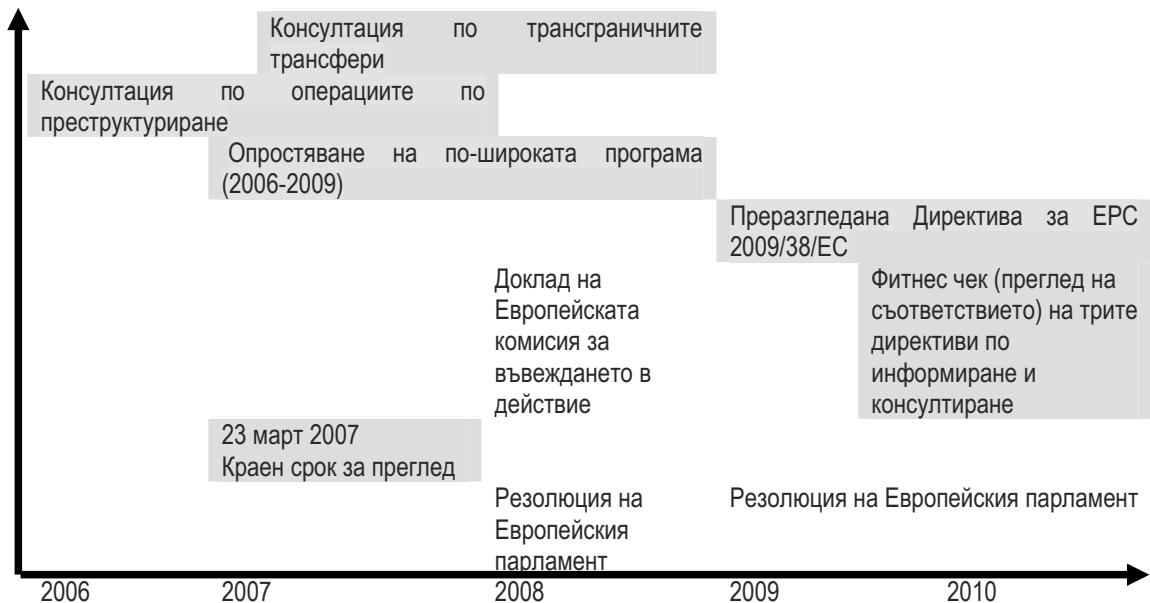 Консултация по трансграничните
трансфери
Консултация по операциите по
преструктуриране
Опростяване на по-широката програма
(2006-2009)
Преразгледана Директива за ЕРС
2009/38/ЕС
Доклад на
Европейската
комисия за
въвеждането в
действие
Фитнес чек (преглед на
съответствието) на трите
директиви по
информиране и
консултиране
23 март 2007
Краен срок за преглед
Резолюция на
Европейския
парламент
Резолюция на Европейския парламент
2006 2007 2008 2009 2010